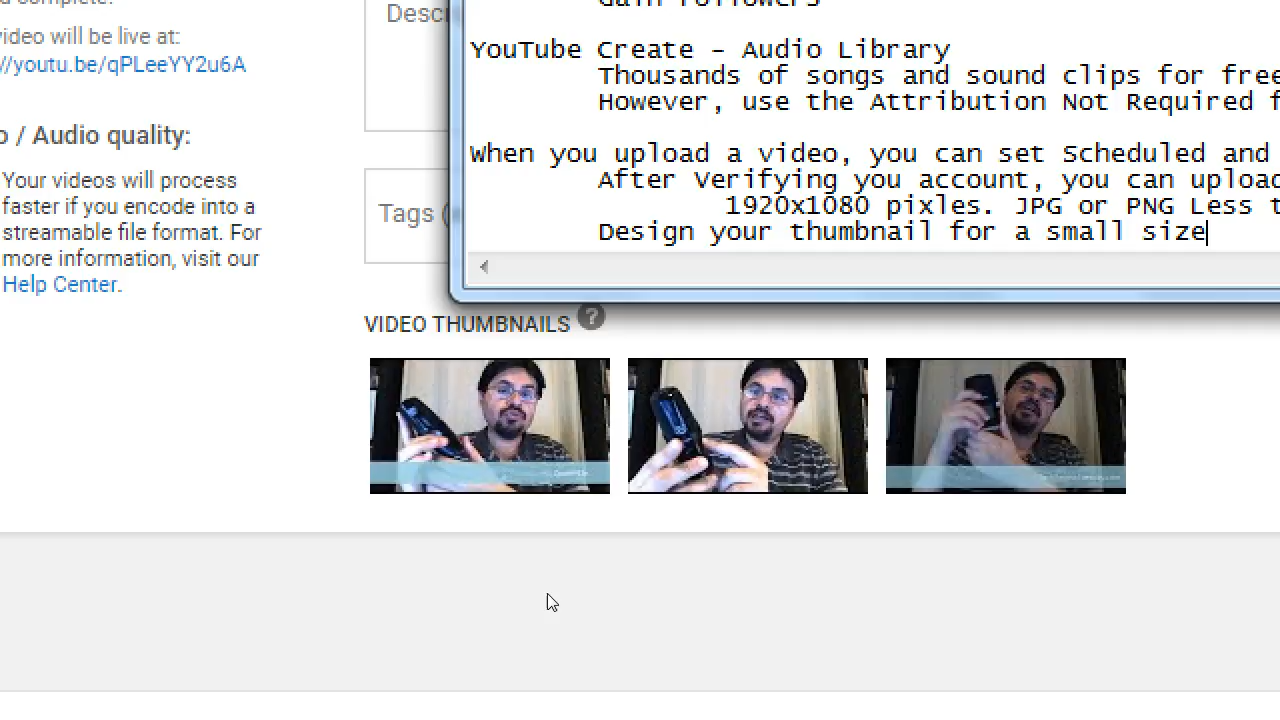 complete.
video will be live at:
//youtu.be/qPLeeYY2u6A
o / Audio quality:
Your videos will process
faster if you encode into a
streamable file format. For
more information, visit our
Help Center.
Descr
Tags (
Gain Followers
YouTube Create - Audio Library
Thousands of songs and sound clips for free
However, use the Attribution Not Required f
When you upload a video, you can set Scheduled and
After Verifying you account, you can upload
1920x1080 pixles. JPG or PNG Less t
Design your thumbnail for a small size
VIDEO THUMBNAILS ?